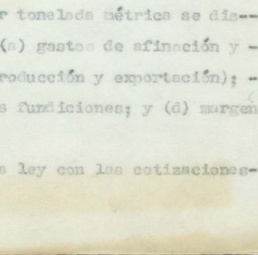 r tonelada métrica se dis--
(a) gastos de afinación y -
roducción y exportación); -
s fundiciones; y (d) margen
s ley con las cotizaciones-